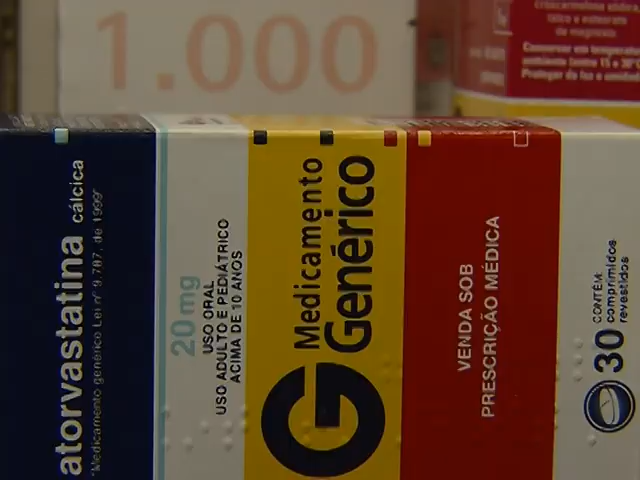 1.000
Conservar em temperatura
ambiente (entre 15 e 30°C)
Proteger da luz e umidade
atorvastatina cálcica
"Medicamento genérico Lei nº 9.787, de 1999"
20mg
USO ORAL
USO ADULTO E PEDIÁTRICO
ACIMA DE 10 ANOS
Medicamento
Genérico
G
VENDA SOB
PRESCRIÇÃO MÉDICA
CONTÉM
30 comprimidos
revestidos